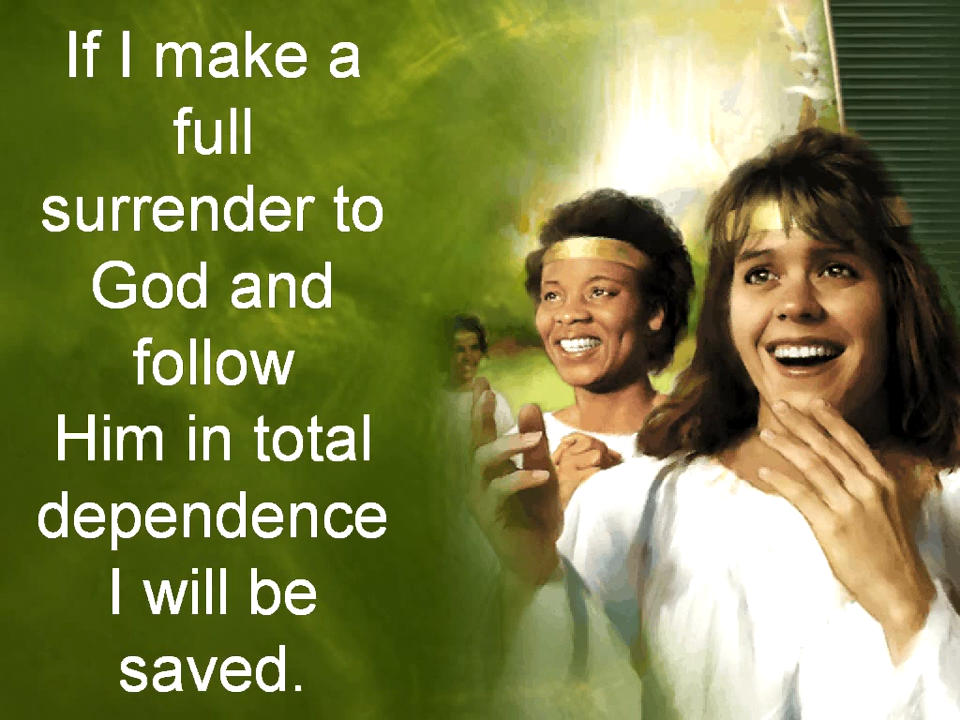 If I make a
full
surrender to
God and
follow
Him in total
dependence
I will be
saved.